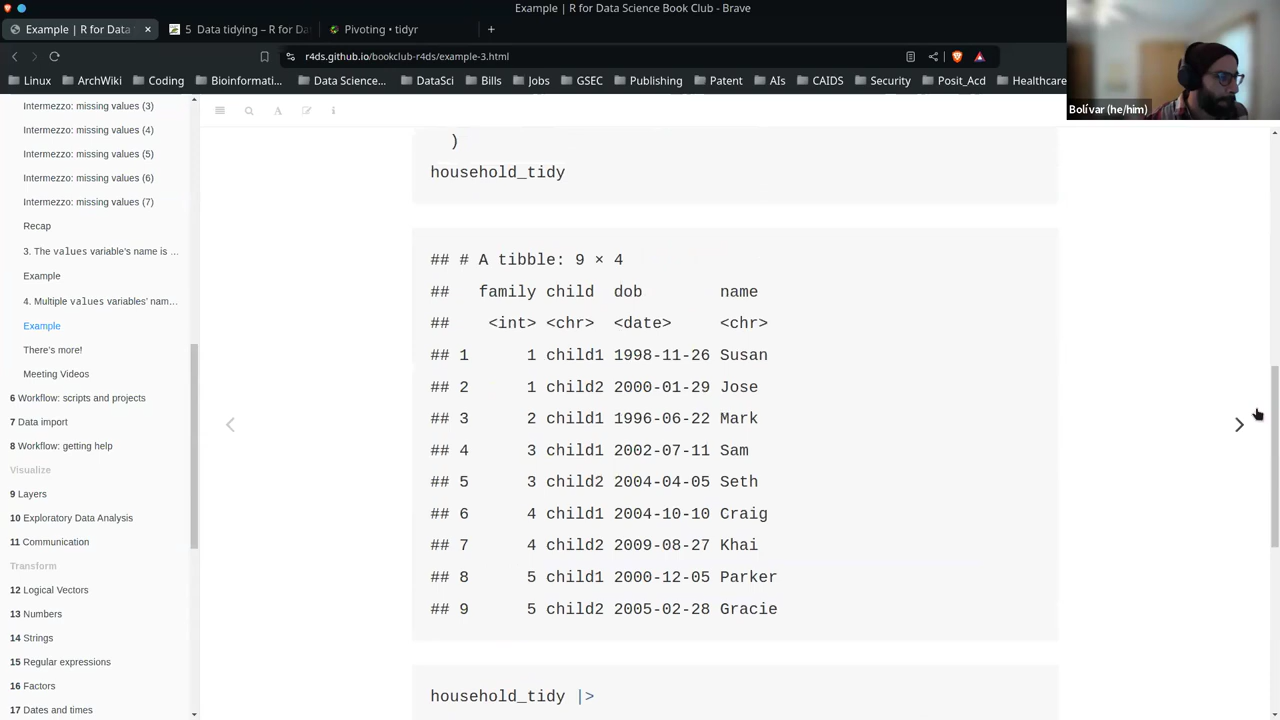 Example | R for Data Science Book Club - Brave
Example | R for Data
5 Data tidying – R for Da
Pivoting • tidyr
r4ds.github.io/bookclub-r4ds/example-3.html
Linux
ArchWiki
Coding
Bioinformati...
Data Science...
DataSci
Bills
Jobs
GSEC
Publishing
Patent
AIs
CAIDS
Security
Posit_Acd
Healthcare
Bolívar (he/him)
Intermezzo: missing values (3)
Intermezzo: missing values (4)
Intermezzo: missing values (5)
Intermezzo: missing values (6)
Intermezzo: missing values (7)
Recap
3. The values variable's name is ...
Example
4. Multiple values variables' nam...
Example
There's more!
Meeting Videos
6 Workflow: scripts and projects
7 Data import
8 Workflow: getting help
Visualize
9 Layers
10 Exploratory Data Analysis
11 Communication
Transform
12 Logical Vectors
13 Numbers
14 Strings
15 Regular expressions
16 Factors
17 Dates and times
)
household_tidy
## # A tibble: 9 × 4
## family child dob name
## <int> <chr> <date> <chr>
## 1 1 child1 1998-11-26 Susan
## 2 1 child2 2000-01-29 Jose
## 3 2 child1 1996-06-22 Mark
## 4 3 child1 2002-07-11 Sam
## 5 3 child2 2004-04-05 Seth
## 6 4 child1 2004-10-10 Craig
## 7 4 child2 2009-08-27 Khai
## 8 5 child1 2000-12-05 Parker
## 9 5 child2 2005-02-28 Gracie
household_tidy |>